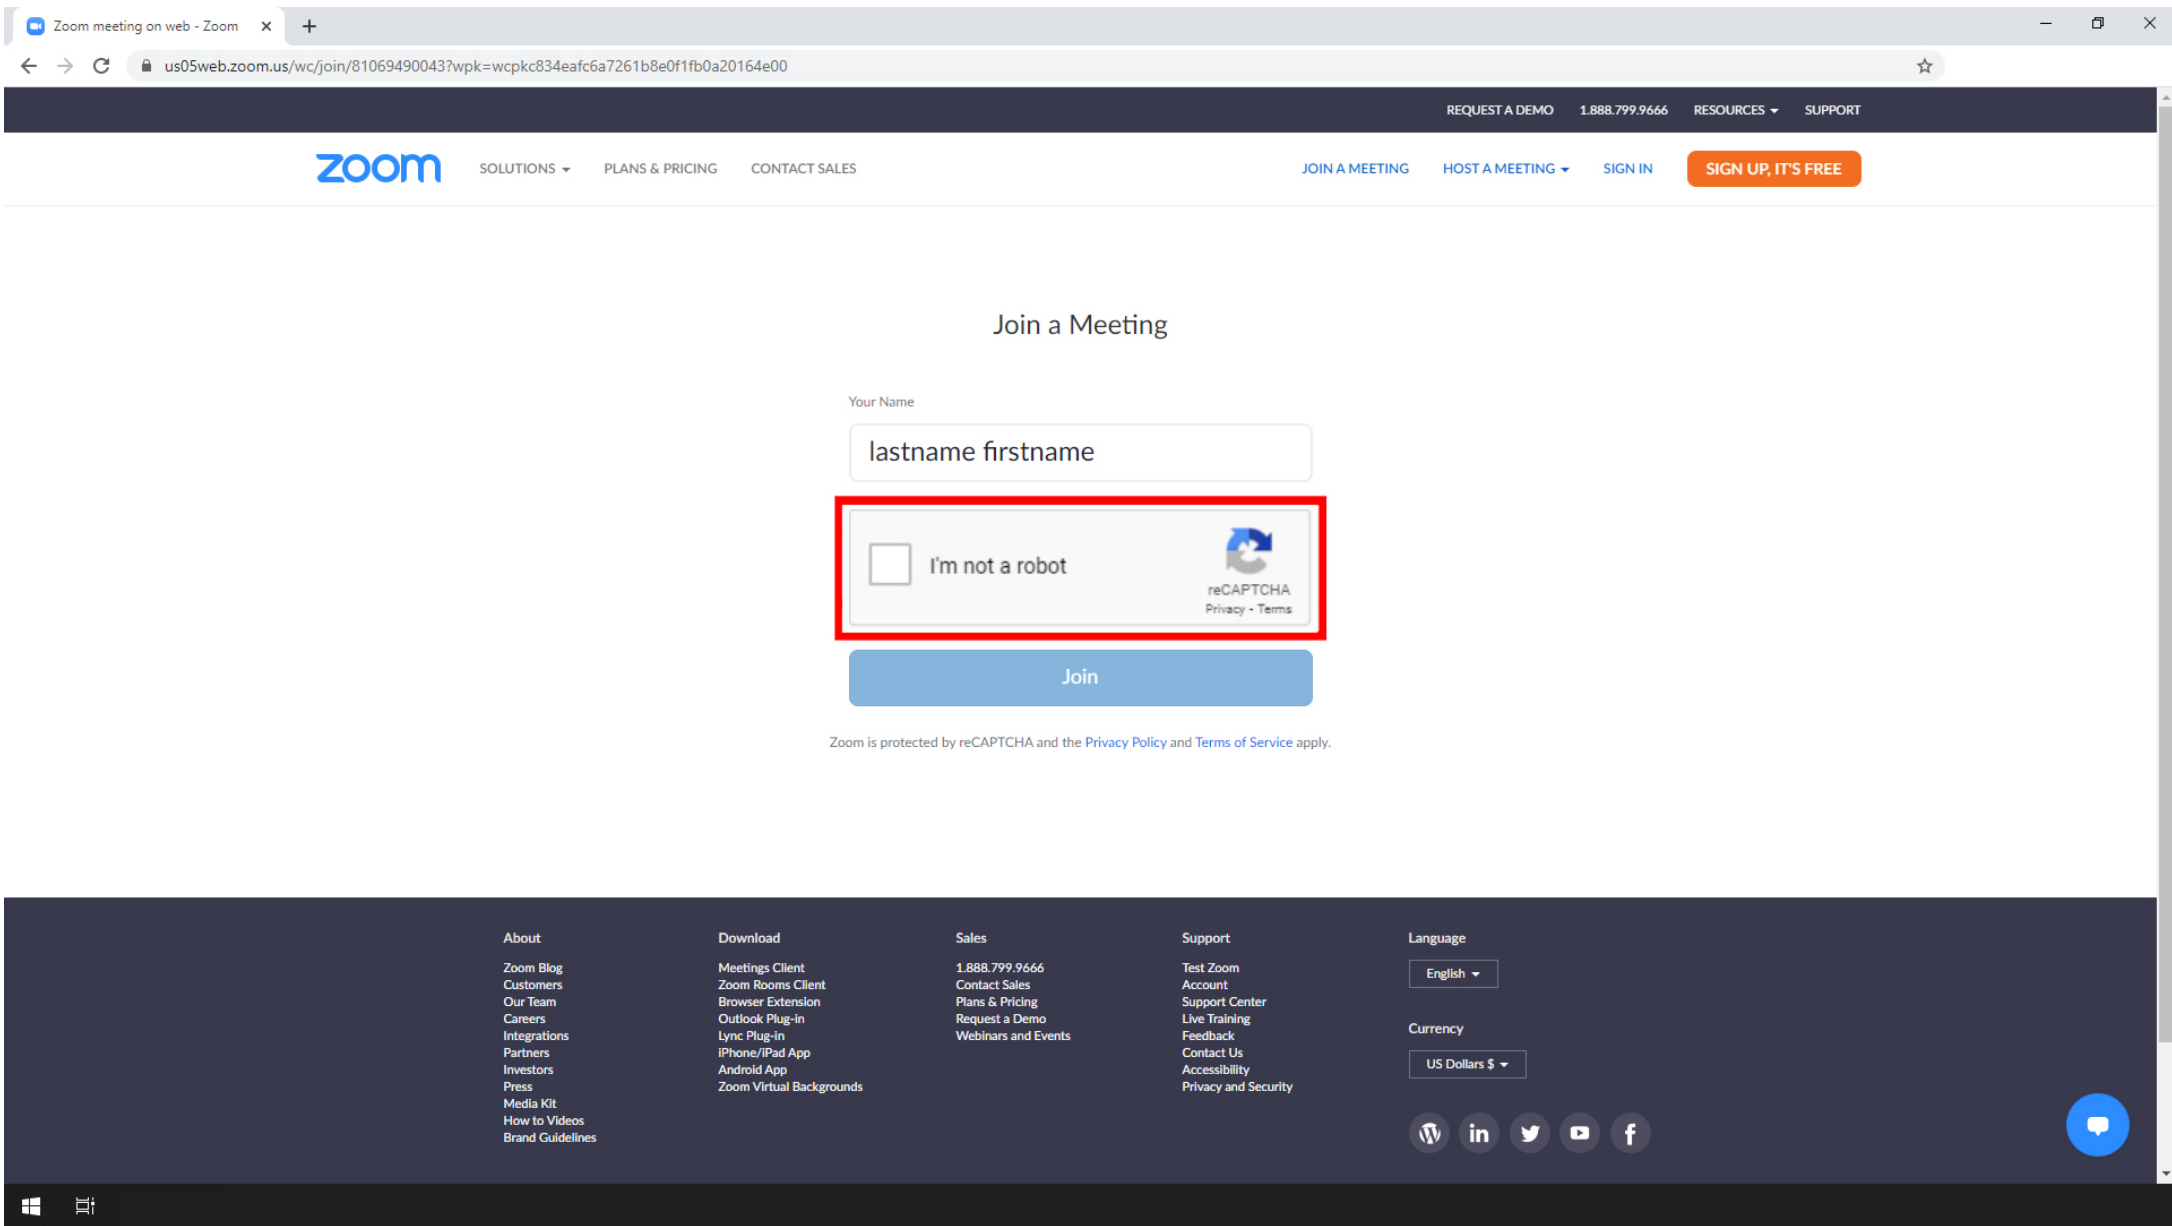 Zoom meeting on web - Zoom
us05web.zoom.us/wc/join/81069490043?wpk=wcpkc834eafc6a7261b8e0f1fb0a20164e00
REQUEST A DEMO 1.888.799.9666 RESOURCES SUPPORT
zoom SOLUTIONS PLANS & PRICING CONTACT SALES JOIN A MEETING HOST A MEETING SIGN IN SIGN UP, IT'S FREE
Join a Meeting
Your Name
lastname firstname
I'm not a robot
reCAPTCHA
Privacy - Terms
Join
Zoom is protected by reCAPTCHA and the Privacy Policy and Terms of Service apply.
About
Zoom Blog
Customers
Our Team
Careers
Integrations
Partners
Investors
Press
Media Kit
How to Videos
Brand Guidelines
Download
Meetings Client
Zoom Rooms Client
Browser Extension
Outlook Plug-in
Lync Plug-in
iPhone/iPad App
Android App
Zoom Virtual Backgrounds
Sales
1.888.799.9666
Contact Sales
Plans & Pricing
Request a Demo
Webinars and Events
Support
Test Zoom
Account
Support Center
Live Training
Feedback
Contact Us
Accessibility
Privacy and Security
Language
English
Currency
US Dollars $
in
f